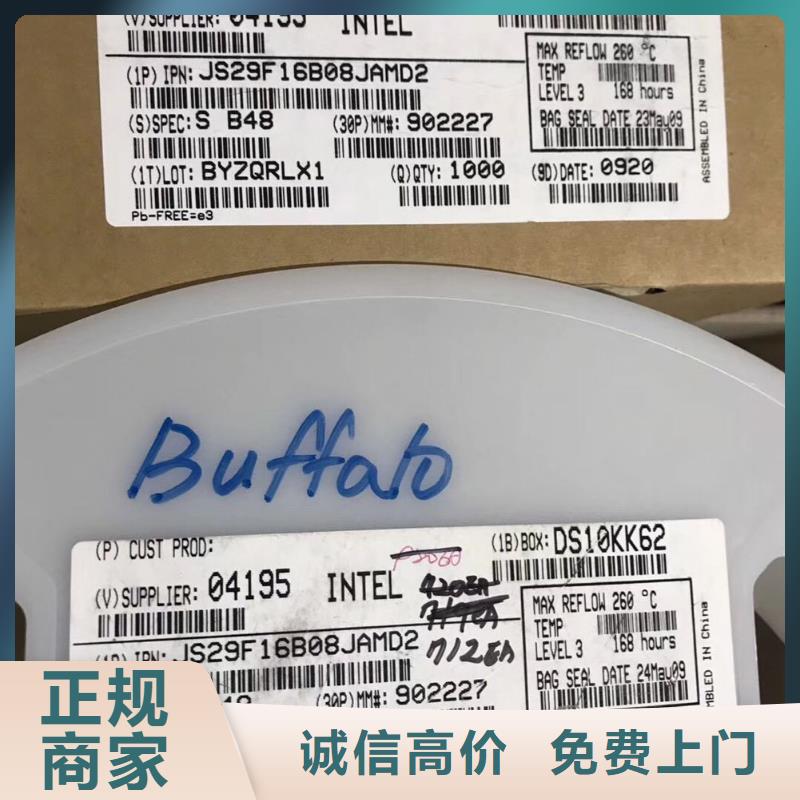 (V)SUPPLIER: 04195 INTEL
(1P) IPN: JS29F16B08JAMD2
(S)SPEC: S B48 (30P)MM#: 902227
(1T)LOT: BYZQRLX1 (Q)QTY: 1000 (9D)DATE: 0920
Pb-FREE=e3
MAX REFLOW 260 °C
TEMP
LEVEL 3 168 hours
BAG SEAL DATE 23May09
ASSEMBLED IN China
Buffalo
(P) CUST PROD: (1B)BOX: DS10KK62
(V)SUPPLIER: 04195 INTEL
420EA
712EA
(1P) IPN: JS29F16B08JAMD2
(30P)MM#: 902227
MAX REFLOW 260 °C
TEMP
LEVEL 3 168 hours
BAG SEAL DATE 24May09
MBLED IN China
正规
商家
诚信高价 免费上门